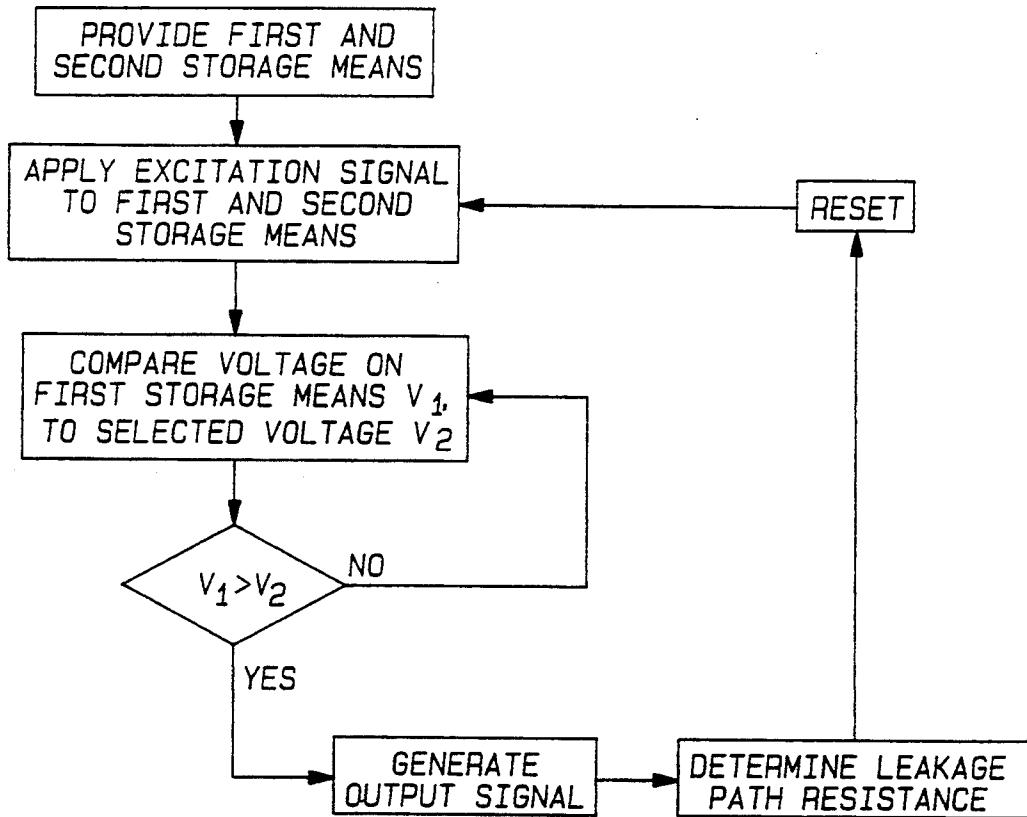 PROVIDE FIRST AND
SECOND STORAGE MEANS
APPLY EXCITATION SIGNAL
TO FIRST AND SECOND
STORAGE MEANS
RESET
COMPARE VOLTAGE ON
FIRST STORAGE MEANS V1,
TO SELECTED VOLTAGE V2
V1>V2
NO
YES
GENERATE
OUTPUT SIGNAL
DETERMINE LEAKAGE
PATH RESISTANCE